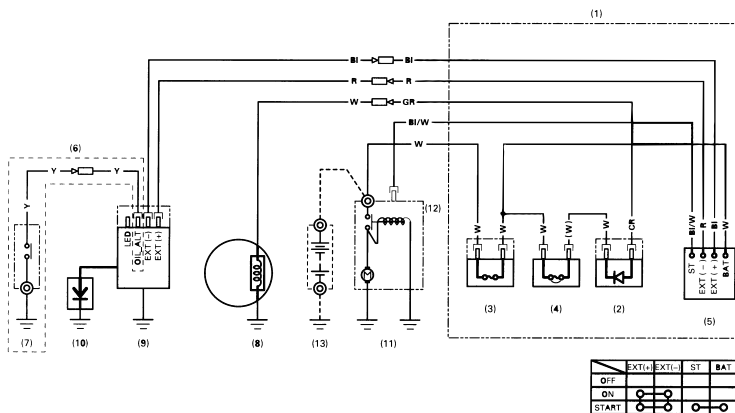 (1)
Bl Bl
R R
W GR
Bl/W
W
(6)
Y Y
Y
(12)
LED
OIL ALT
EXT (−)
EXT (+)
W
W
W
(W)
(W)
W
CR
Bl/W
R
Bl
W
ST
EXT (−)
EXT (+)
BAT
M
(3) (4) (2) (5)
(7) (10) (9) (8) (13) (11)
EXT(+) EXT(−) ST BAT
OFF
ON
START